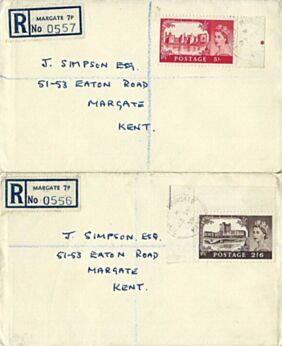 MARGATE 7P
R No 0557
POSTAGE 5/-
J. SIMPSON ESQ.
51-53 EATON ROAD
MARGATE
KENT.
MARGATE 7P
R No 0556
POSTAGE 2/6
J. SIMPSON, ESQ.
51-53 EATON ROAD
MARGATE
KENT.